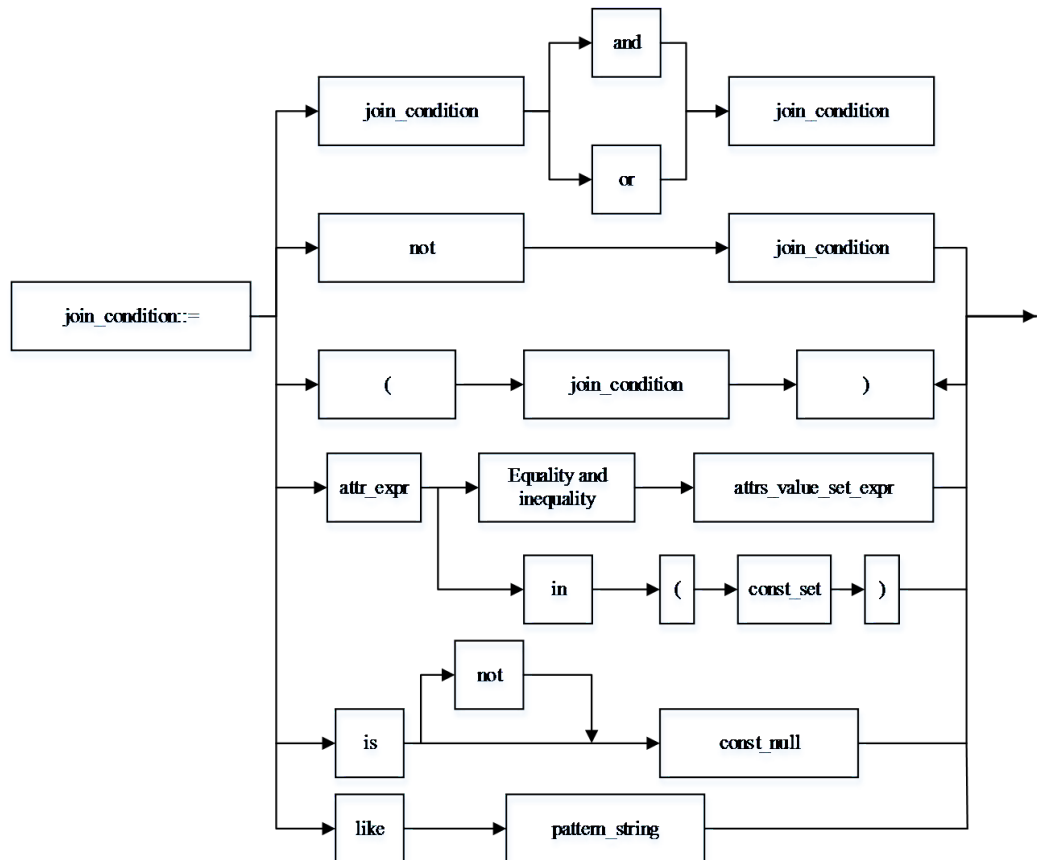 and
join_condition
join_condition
or
not
join_condition
join_condition::=
(
join_condition
)
attr_expr
Equality and
inequality
attrs_value_set_expr
in
(
const_set
)
not
is
const_null
like
pattern_string